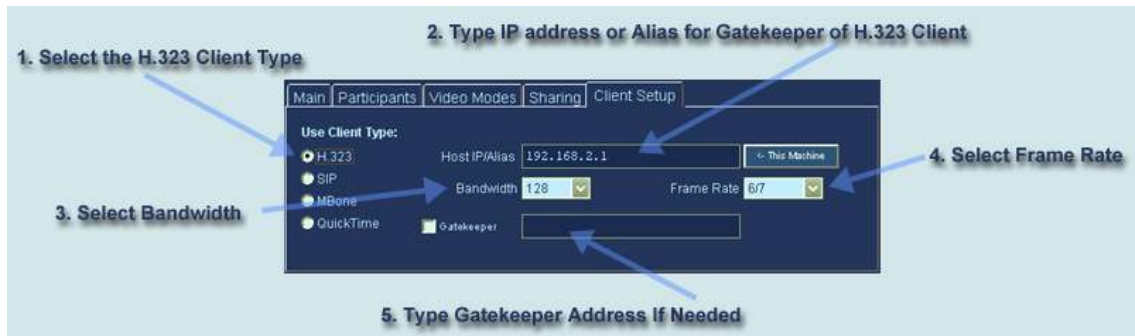 2. Type IP address or Alias for Gatekeeper of H.323 Client
1. Select the H.323 Client Type
Main Participants Video Modes Sharing Client Setup
Use Client Type:
H.323 Host IP/Alias 192.168.2.1 <- This Machine
4. Select Frame Rate
SIP
Bandwidth 128 Frame Rate 6/7
3. Select Bandwidth
MBone
QuickTime Gatekeeper
5. Type Gatekeeper Address If Needed